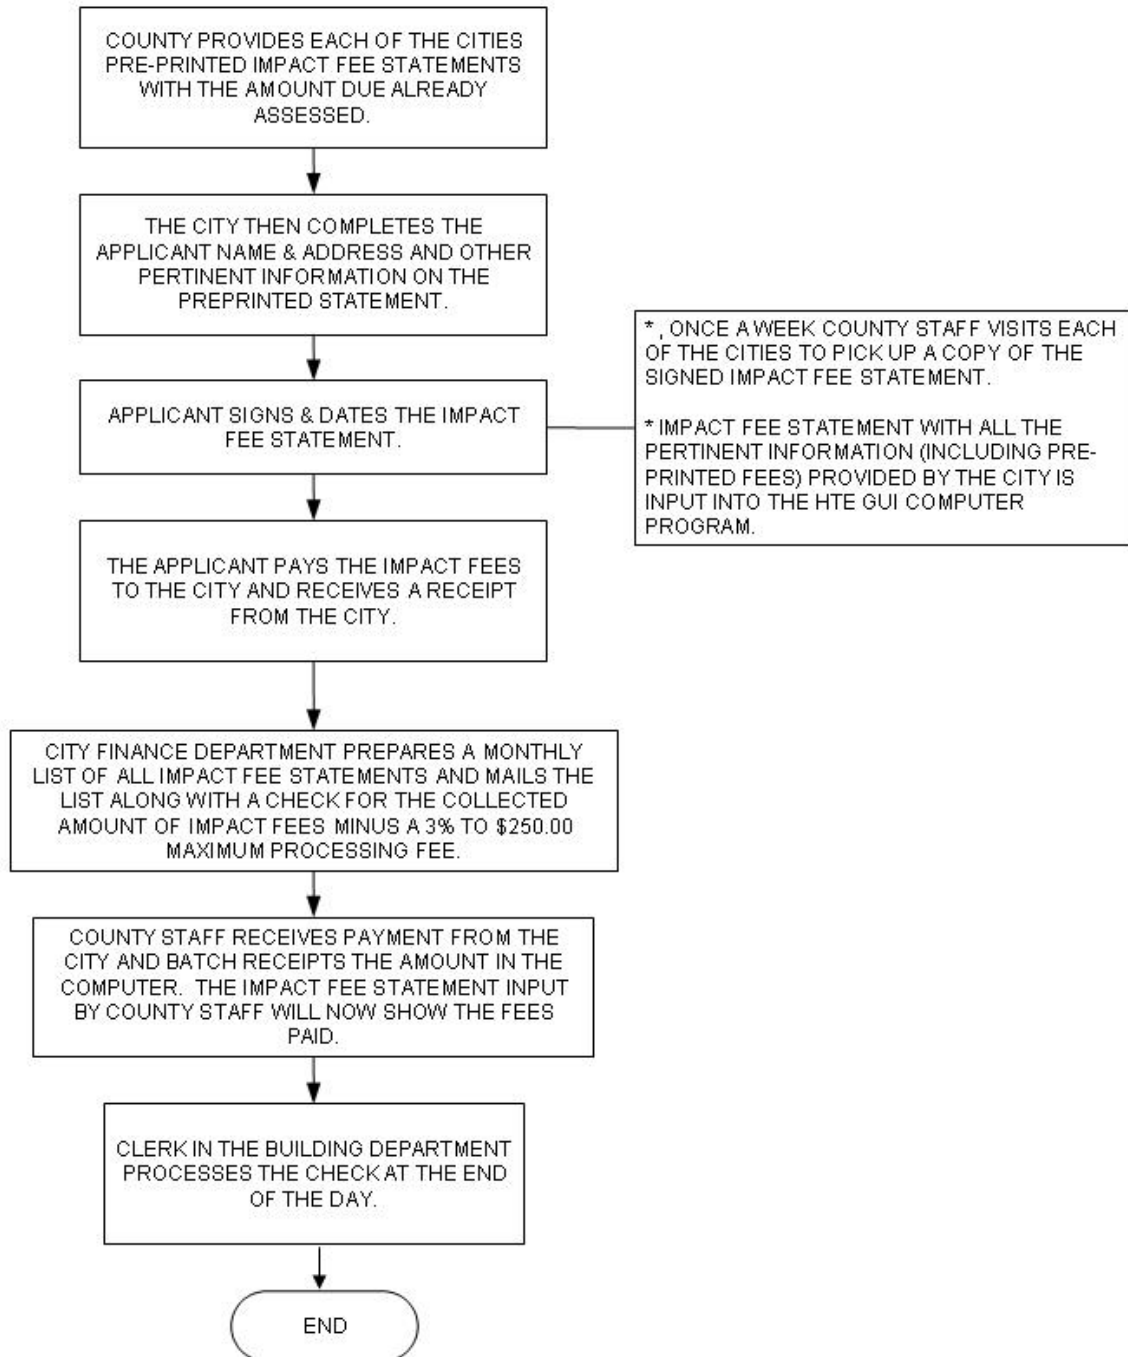 COUNTY PROVIDES EACH OF THE CITIES
PRE-PRINTED IMPACT FEE STATEMENTS
WITH THE AMOUNT DUE ALREADY
ASSESSED.
THE CITY THEN COMPLETES THE
APPLICANT NAME & ADDRESS AND OTHER
PERTINENT INFORMATION ON THE
PREPRINTED STATEMENT.
APPLICANT SIGNS & DATES THE IMPACT
FEE STATEMENT.
* , ONCE A WEEK COUNTY STAFF VISITS EACH
OF THE CITIES TO PICK UP A COPY OF THE
SIGNED IMPACT FEE STATEMENT.
* IMPACT FEE STATEMENT WITH ALL THE
PERTINENT INFORMATION (INCLUDING PRE-
PRINTED FEES) PROVIDED BY THE CITY IS
INPUT INTO THE HTE GUI COMPUTER
PROGRAM.
THE APPLICANT PAYS THE IMPACT FEES
TO THE CITY AND RECEIVES A RECEIPT
FROM THE CITY.
CITY FINANCE DEPARTMENT PREPARES A MONTHLY
LIST OF ALL IMPACT FEE STATEMENTS AND MAILS THE
LIST ALONG WITH A CHECK FOR THE COLLECTED
AMOUNT OF IMPACT FEES MINUS A 3% TO $250.00
MAXIMUM PROCESSING FEE.
COUNTY STAFF RECEIVES PAYMENT FROM THE
CITY AND BATCH RECEIPTS THE AMOUNT IN THE
COMPUTER. THE IMPACT FEE STATEMENT INPUT
BY COUNTY STAFF WILL NOW SHOW THE FEES
PAID.
CLERK IN THE BUILDING DEPARTMENT
PROCESSES THE CHECK AT THE END
OF THE DAY.
END